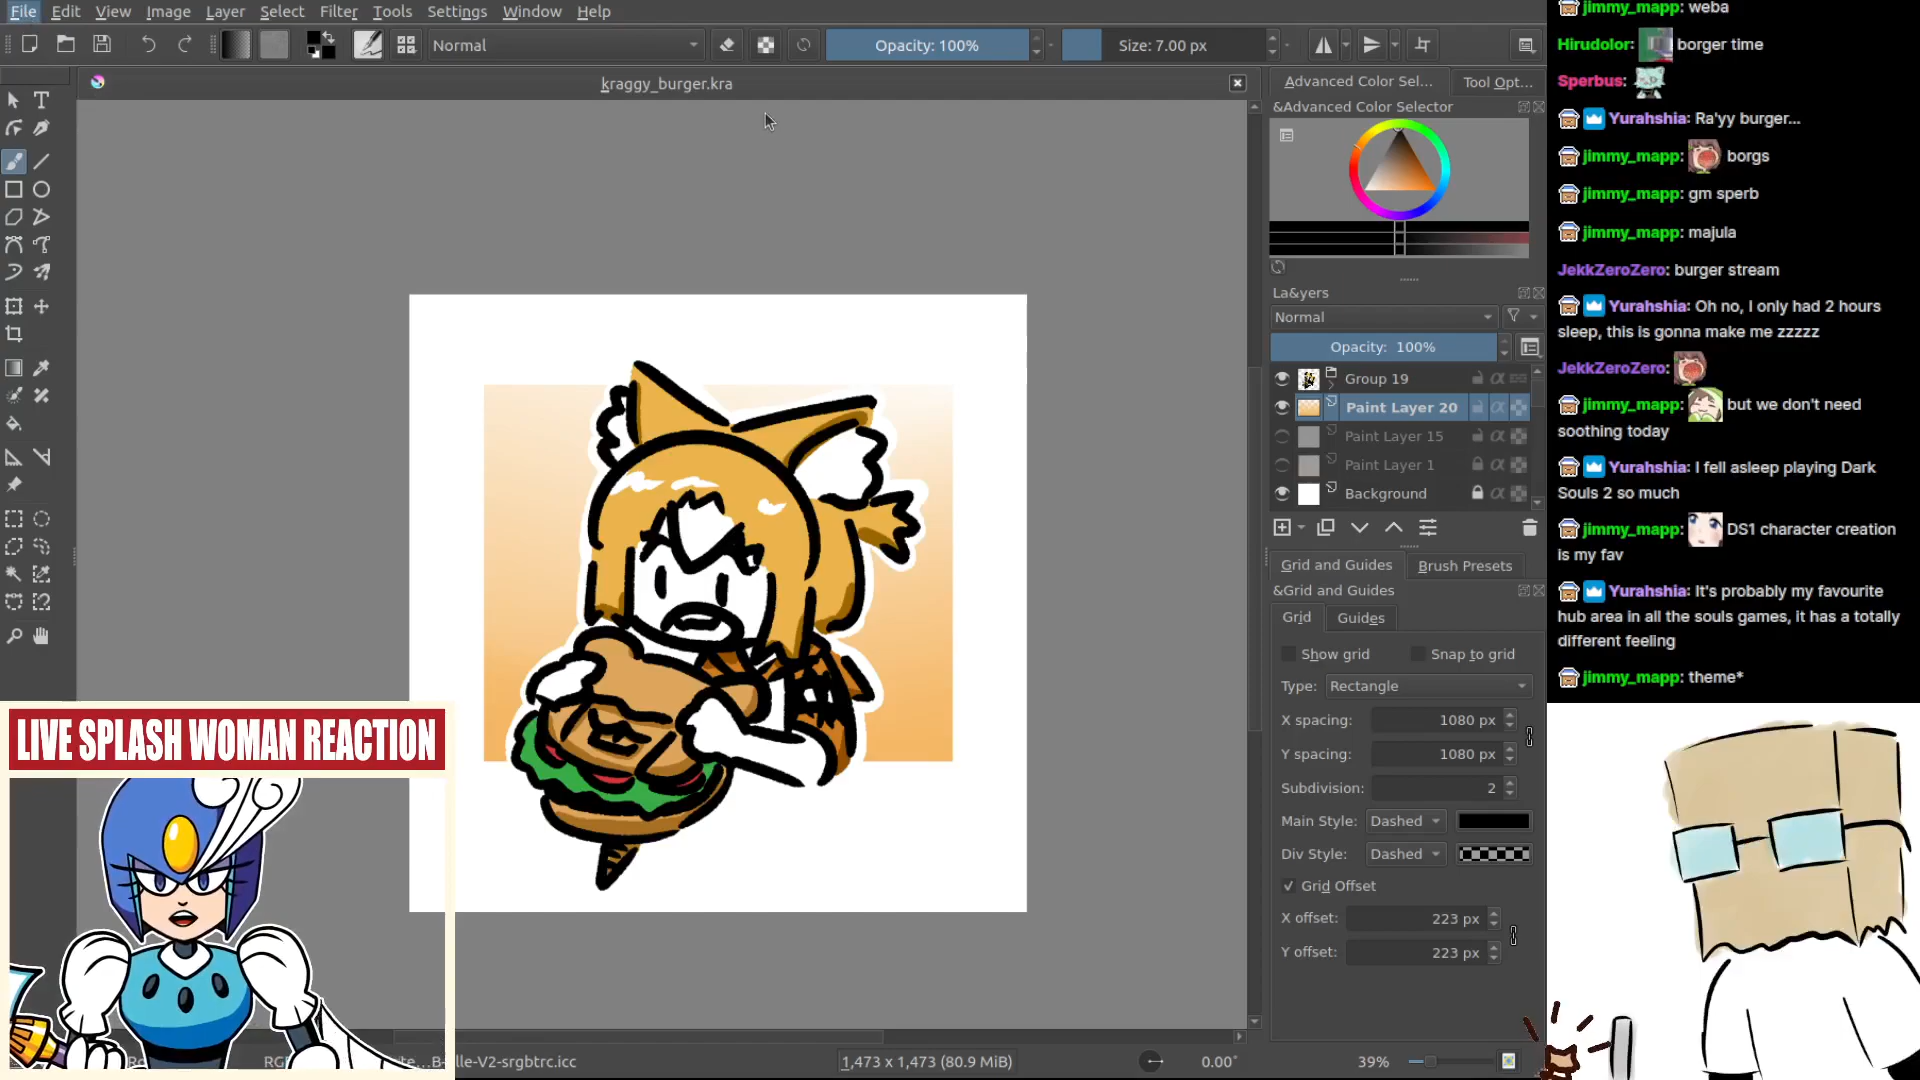 File Edit View Image Layer Select Filter Tools Settings Window Help
Normal Opacity: 100% Size: 7.00 px
kraggy_burger.kra
Advanced Color Sel... Tool Opt...
&Advanced Color Selector
La&yers
Normal
Opacity: 100%
Group 19
Paint Layer 20
Paint Layer 15
Paint Layer 1
Background
Grid and Guides Brush Presets
&Grid and Guides
Grid Guides
Show grid Snap to grid
Type: Rectangle
X spacing: 1080 px
Y spacing: 1080 px
Subdivision: 2
Main Style: Dashed
Div Style: Dashed
Grid Offset
X offset: 223 px
Y offset: 223 px
1,473 x 1,473 (80.9 MiB) 0.00° 39%
LIVE SPLASH WOMAN REACTION
jimmy_mapp: weba
Hirudolor: borger time
Sperbus:
Yurahshia: Ra'yy burger...
jimmy_mapp: borgs
jimmy_mapp: gm sperb
jimmy_mapp: majula
JekkZeroZero: burger stream
Yurahshia: Oh no, I only had 2 hours
sleep, this is gonna make me zzzzz
JekkZeroZero:
jimmy_mapp: but we don't need
soothing today
Yurahshia: I fell asleep playing Dark
Souls 2 so much
jimmy_mapp: DS1 character creation
is my fav
Yurahshia: It's probably my favourite
hub area in all the souls games, it has a totally
different feeling
jimmy_mapp: theme*